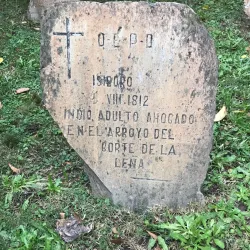 O.E.P.D
ISIDORO
VIII.1812
INDIO, ADULTO AHOGADO
EN EL ARROYO DEL
CORTE DE LA
LEÑA